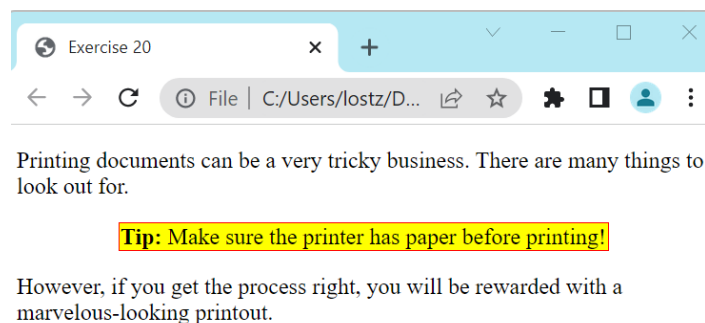 Exercise 20
File | C:/Users/lostz/D...
Printing documents can be a very tricky business. There are many things to
look out for.
Tip: Make sure the printer has paper before printing!
However, if you get the process right, you will be rewarded with a
marvelous-looking printout.